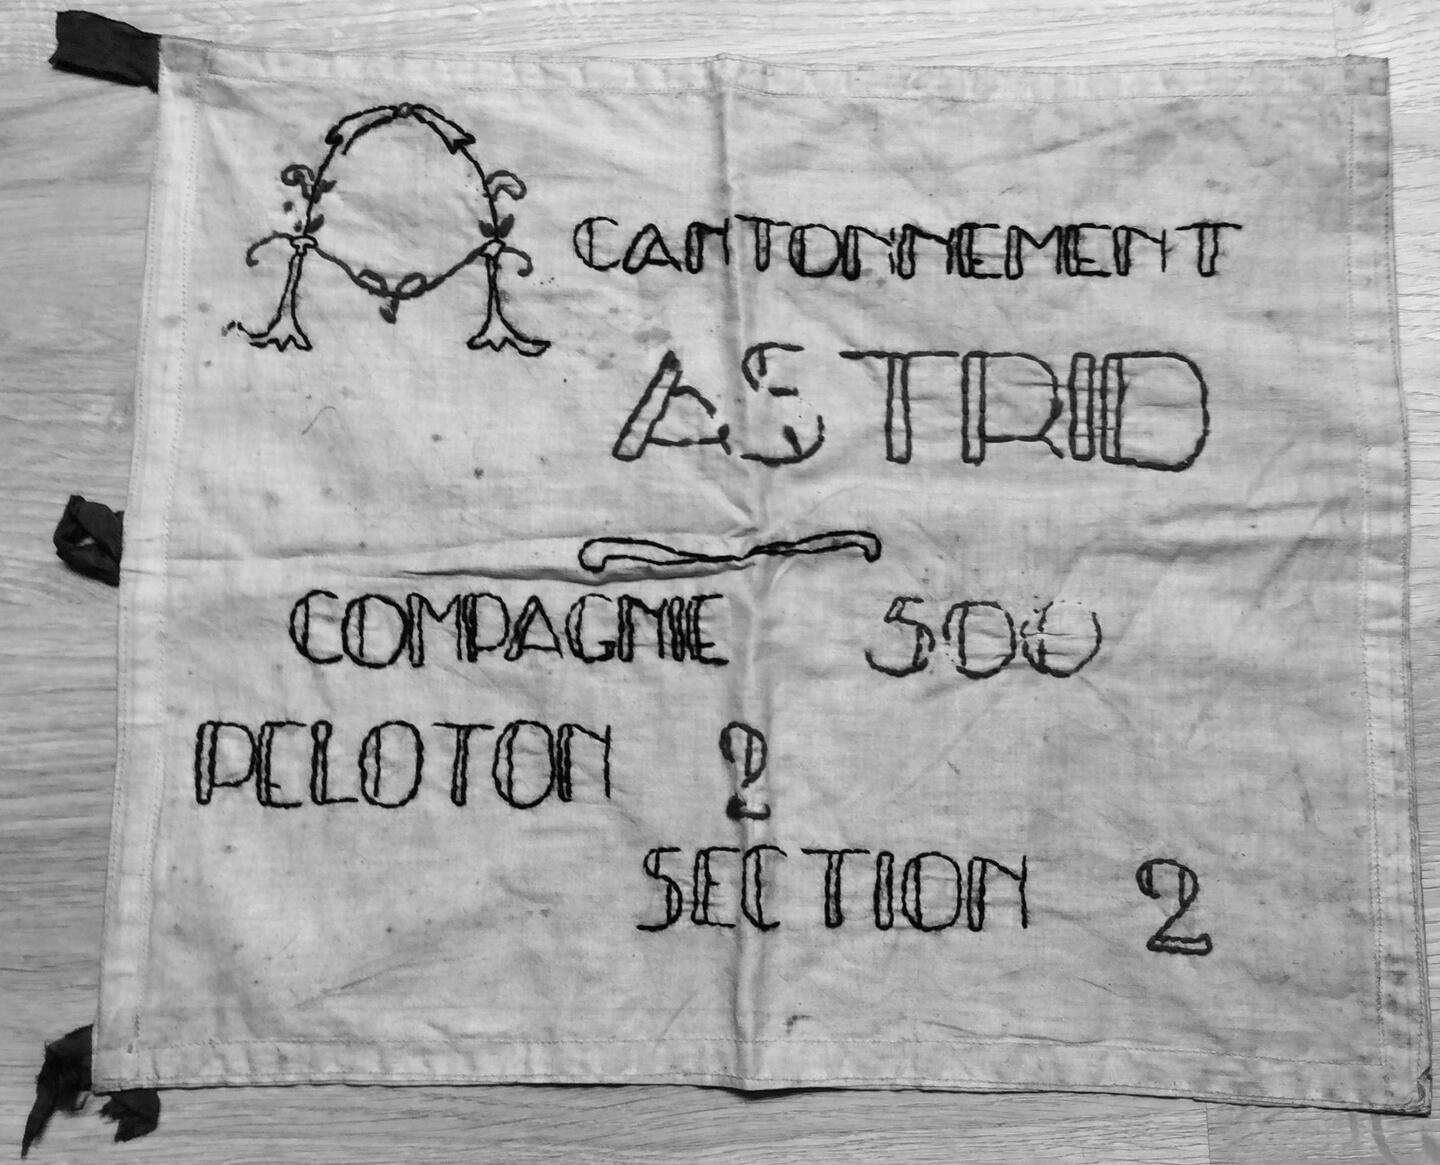 CANTONNEMENT
ASTRID
COMPAGNIE 500
PELOTON 2
SECTION 2